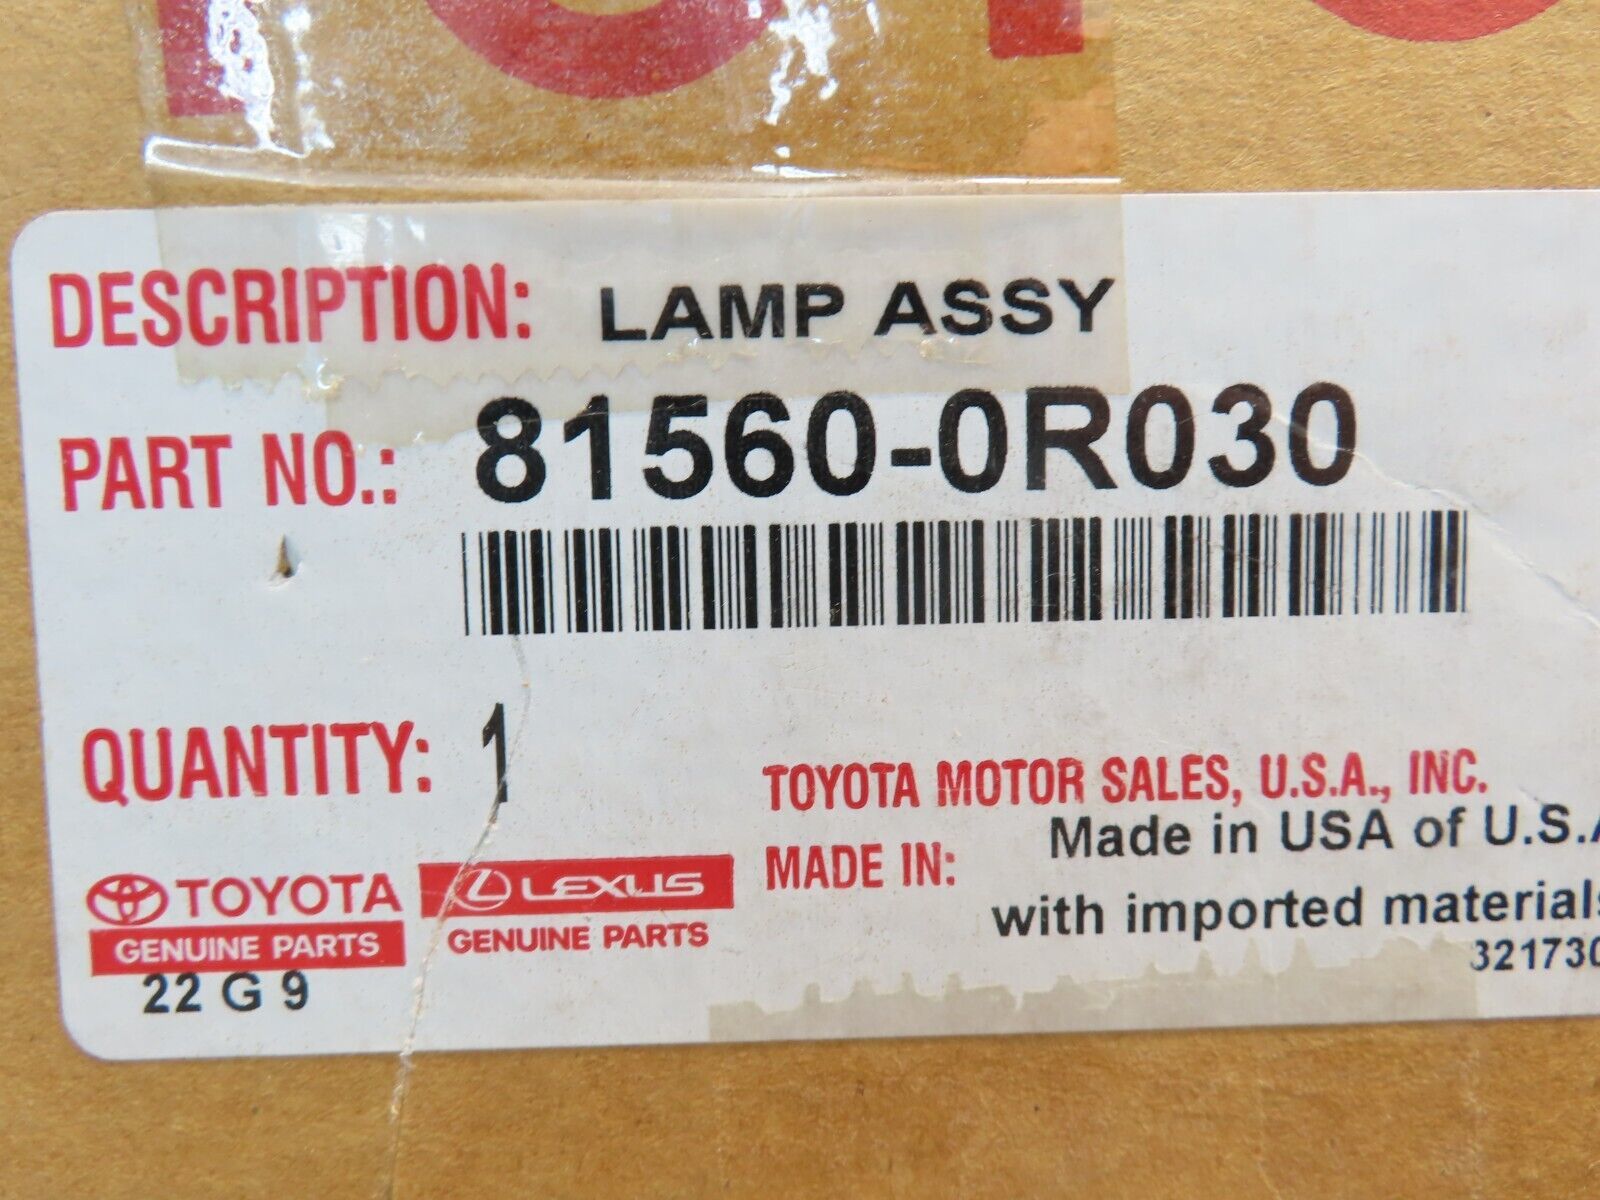 DESCRIPTION: LAMP ASSY
PART NO.: 81560-0R030
QUANTITY: 1
TOYOTA MOTOR SALES, U.S.A., INC.
MADE IN: Made in USA of U.S.A
with imported materials
321730
TOYOTA
GENUINE PARTS
LEXUS
GENUINE PARTS
22 G 9